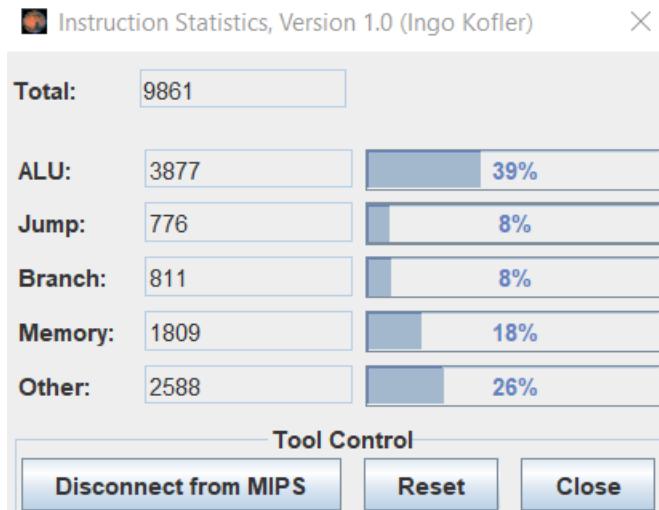 Instruction Statistics, Version 1.0 (Ingo Kofler)
Total: 9861
ALU: 3877 39%
Jump: 776 8%
Branch: 811 8%
Memory: 1809 18%
Other: 2588 26%
Tool Control
Disconnect from MIPS Reset Close